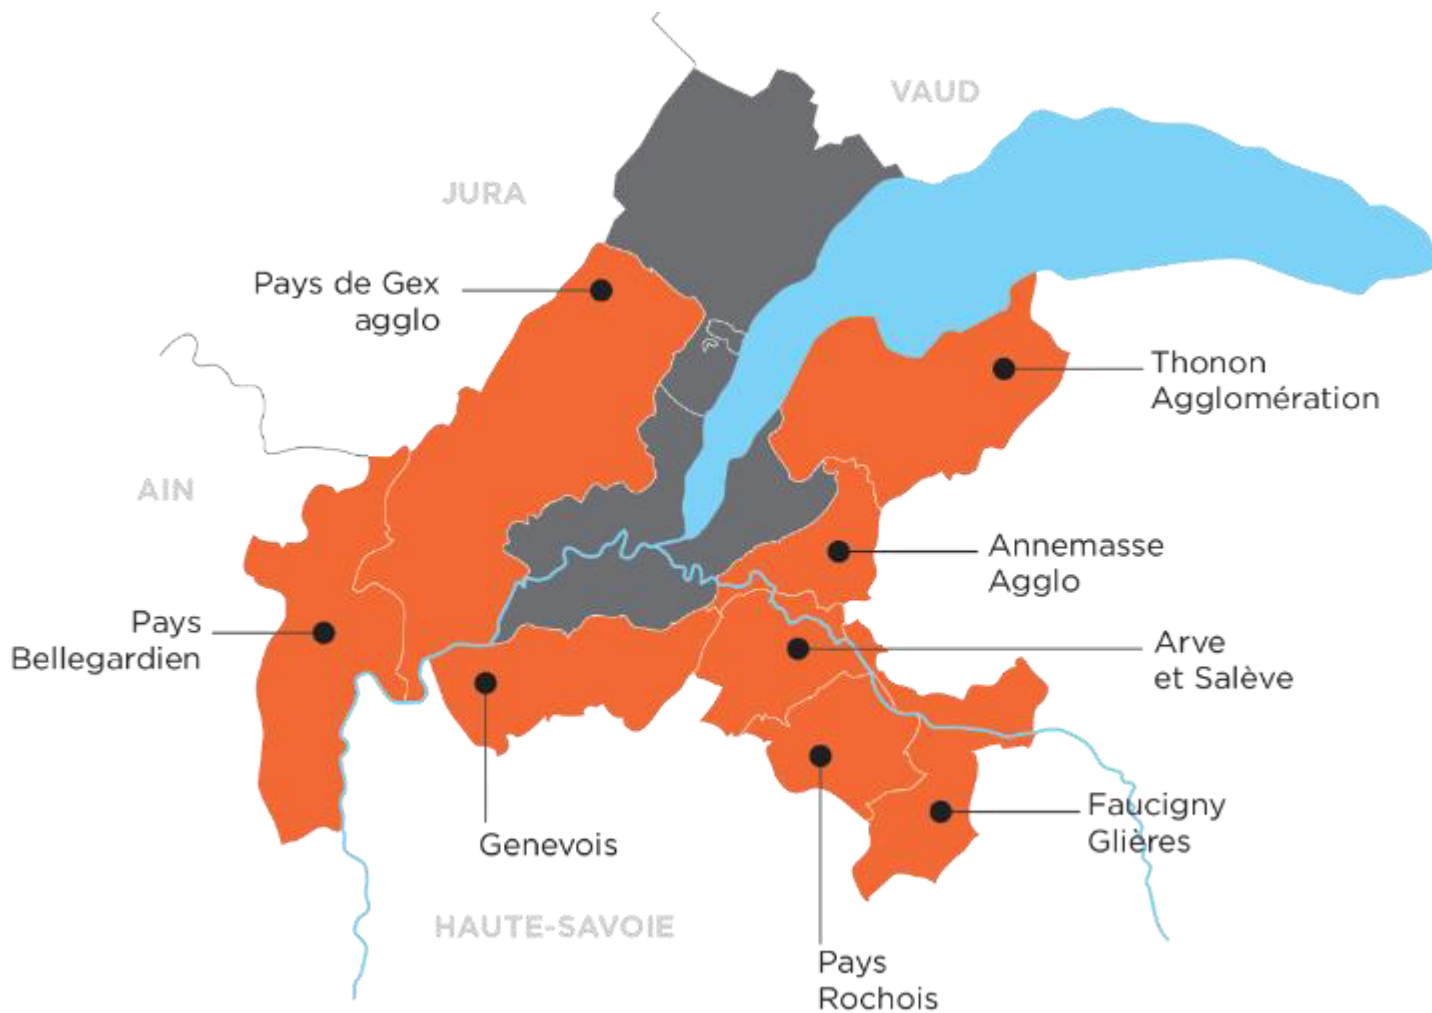 VAUD
JURA
Pays de Gex
agglo
Thonon
Agglomération
AIN
Annemasse
Agglo
Pays
Bellegardien
Arve
et Salève
Faucigny
Glières
Genevois
HAUTE-SAVOIE
Pays
Rochois